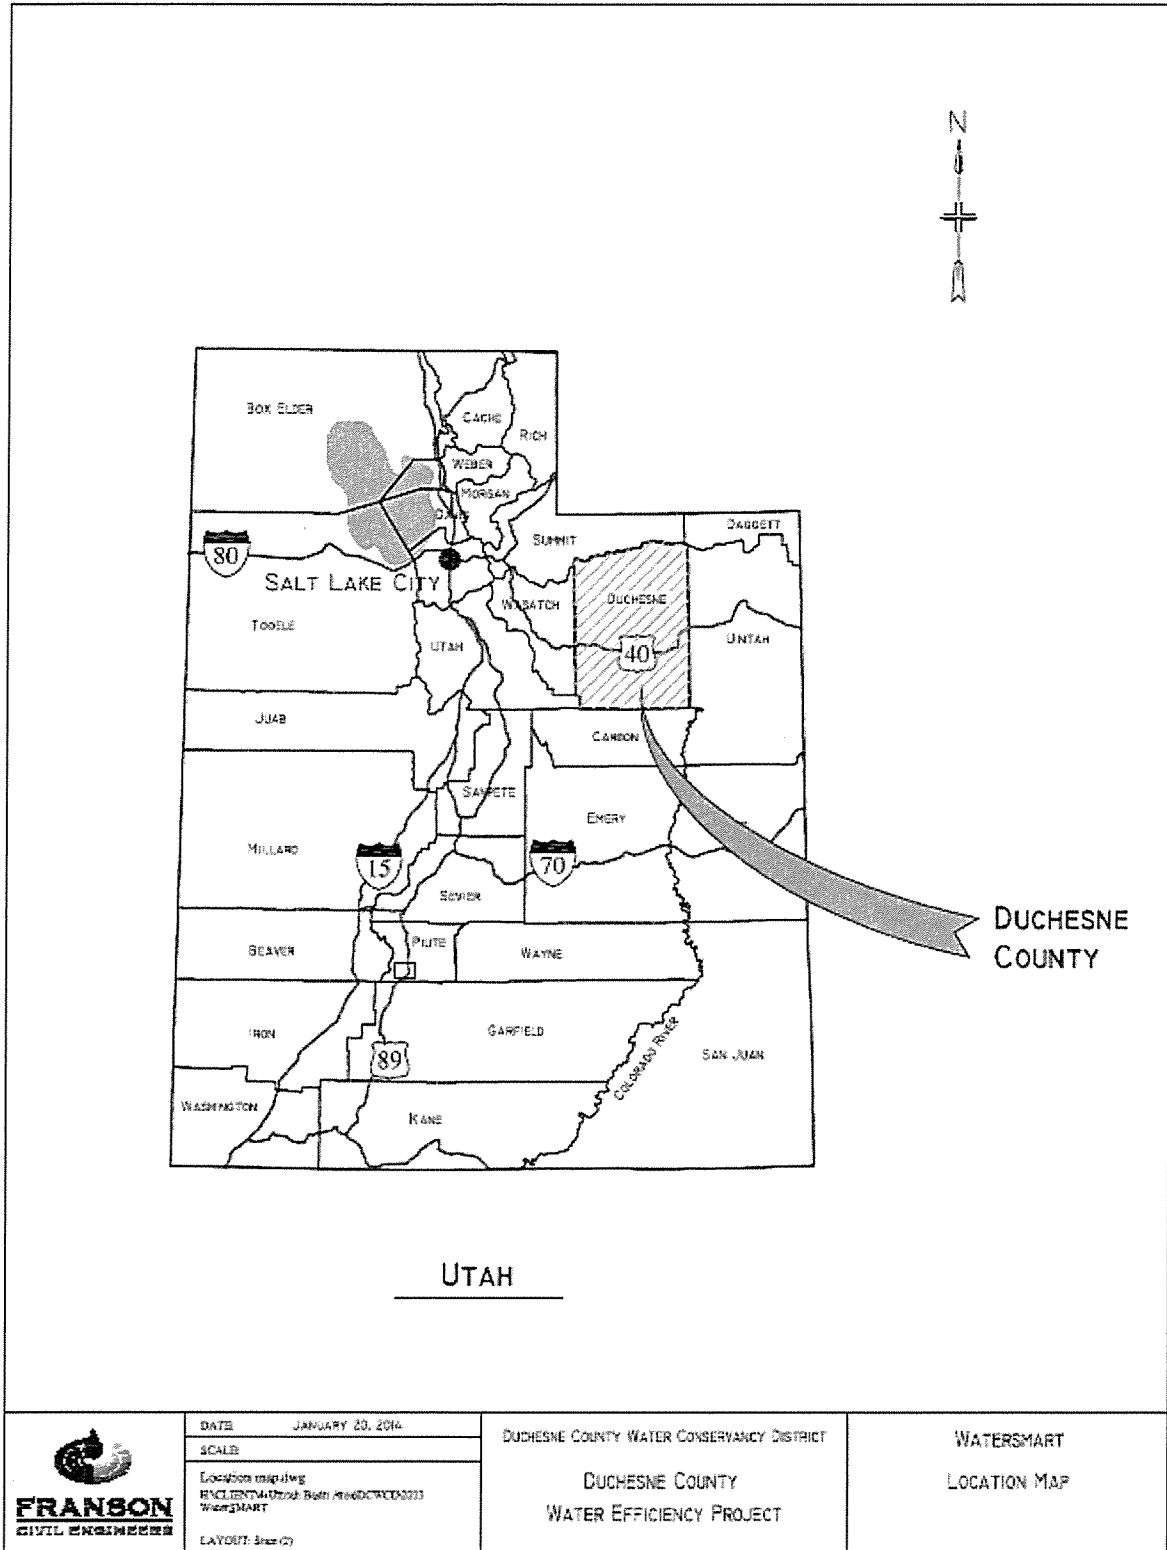 N
BOX ELDER
CACHE
RICH
WEBER
MORGAN
DAGGETT
SUMMIT
80
SALT LAKE CITY
WASATCH
DUCHESNE
TOOELE
UTAH
40
UINTAH
JUAB
CARBON
SANPETE
EMERY
MILLARD
15
70
SEVIER
DUCHESNE
COUNTY
BEAVER
PIUTE
WAYNE
IRON
GARFIELD
89
COLORADO RIVER
SAN JUAN
WASHINGTON
KANE
UTAH
FRANSON
CIVIL ENGINEERS
DATE JANUARY 20, 2014
SCALE
Location map.dwg
WaterSMART
LAYOUT:
DUCHESNE COUNTY WATER CONSERVANCY DISTRICT
DUCHESNE COUNTY
WATER EFFICIENCY PROJECT
WATERSMART
LOCATION MAP